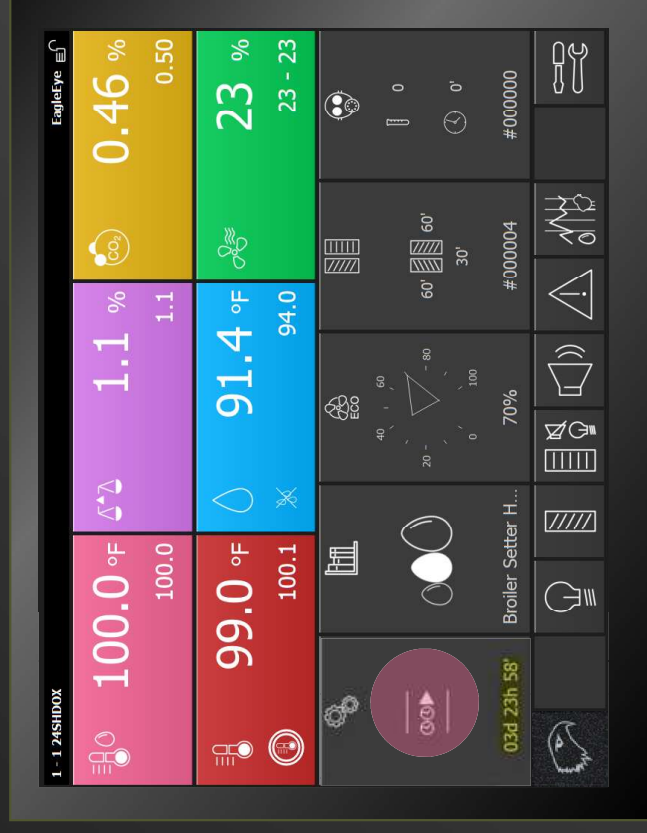 1 - 1 24SHDOX
EagleEye
100.0 °F
100.0
1.1 %
1.1
CO2
0.46 %
0.50
99.0 °F
100.1
91.4 °F
94.0
23 %
23 - 23
03d 23h 58'
Broiler Setter H...
ECO
0
20
40
60
80
100
70%
60' 60'
30'
#000004
0
0'
#000000